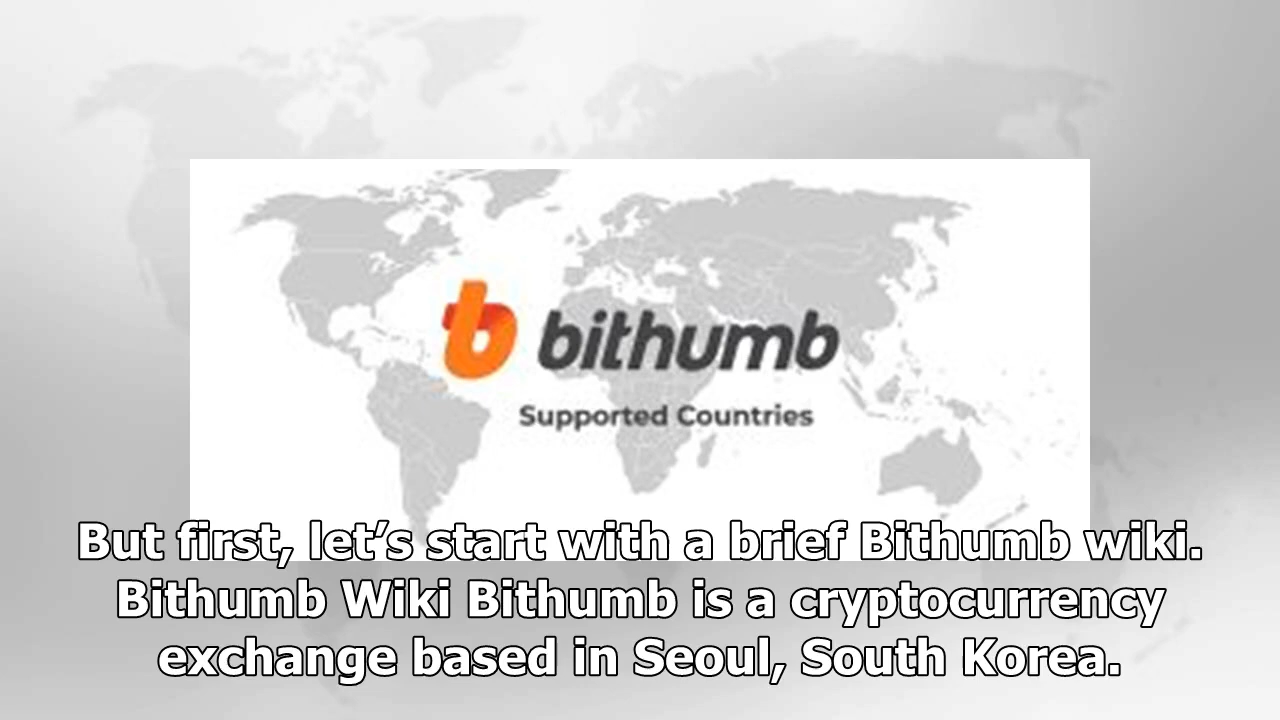 bithumb
Supported Countries
But first, let’s start with a brief Bithumb wiki.
Bithumb Wiki Bithumb is a cryptocurrency
exchange based in Seoul, South Korea.